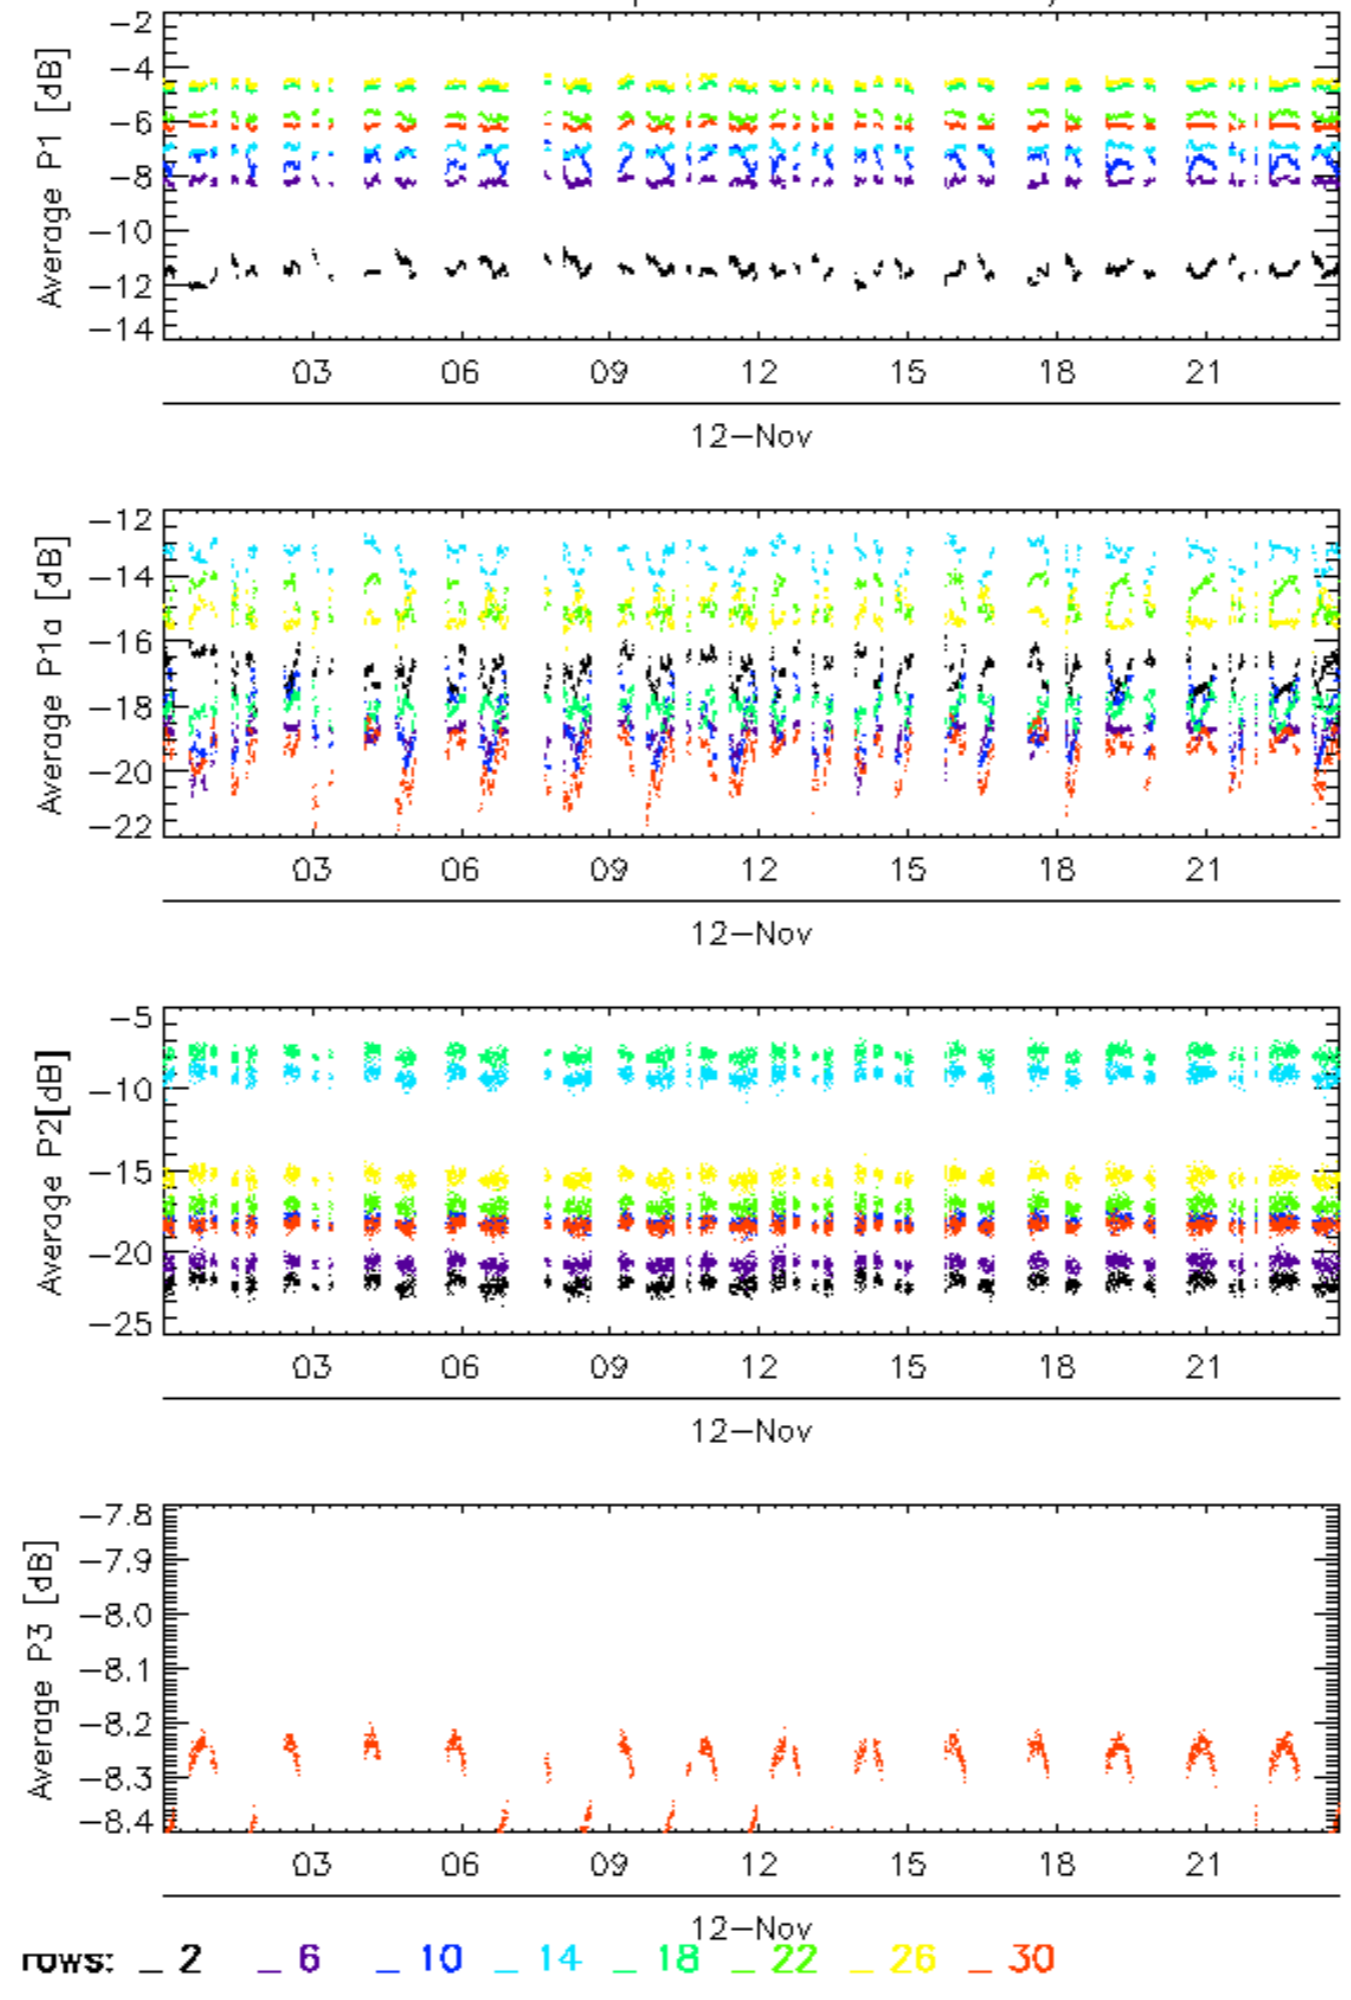 −2
−4
−6
−8
−10
−12
−14
Average P1 [dB]
03 06 09 12 15 18 21
12−Nov
−12
−14
−16
−18
−20
−22
Average P1a [dB]
03 06 09 12 15 18 21
12−Nov
−5
−10
−15
−20
−25
Average P2[dB]
03 06 09 12 15 18 21
12−Nov
−7.8
−7.9
−8.0
−8.1
−8.2
−8.3
−8.4
Average P3 [dB]
03 06 09 12 15 18 21
12−Nov
rows: _ 2 _ 6 _ 10 _ 14 _ 18 _ 22 _ 26 _ 30